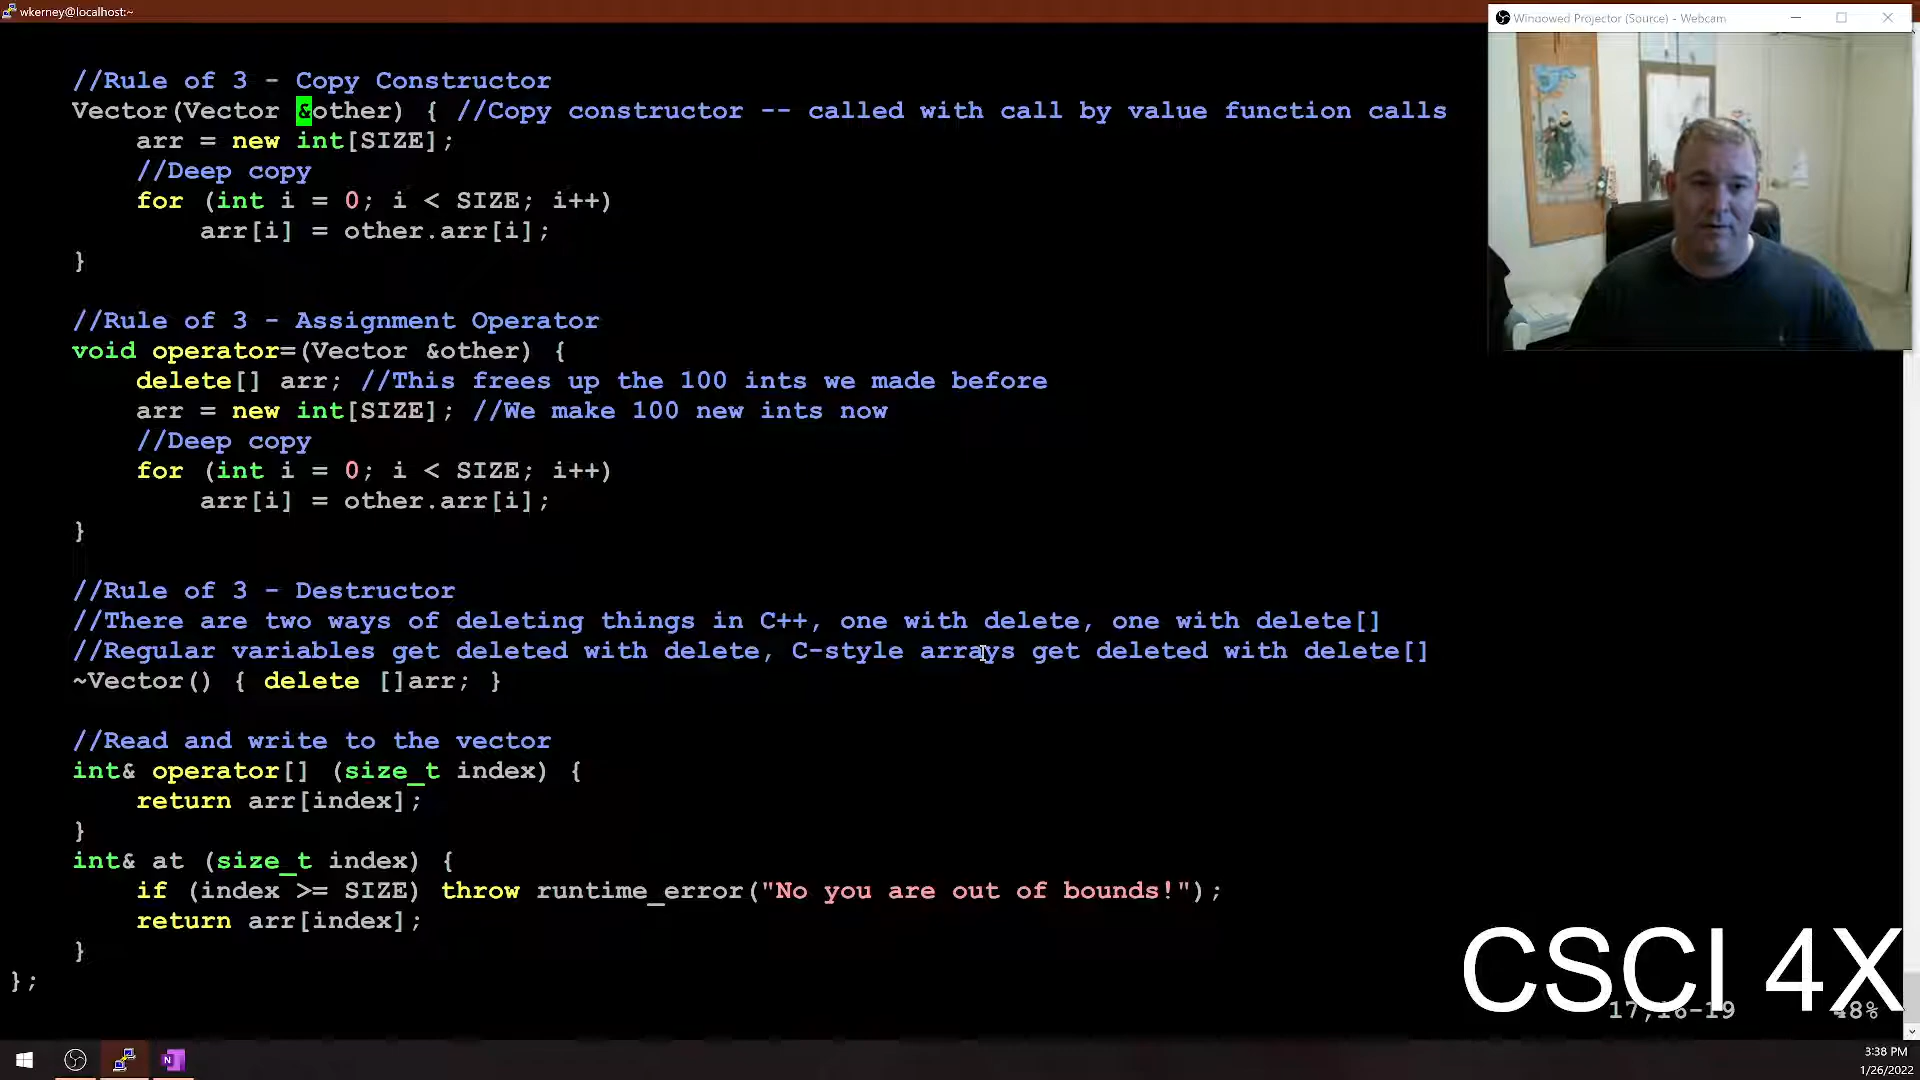 wkerney@localhost:~
Windowed Projector (Source) - Webcam
//Rule of 3 - Copy Constructor
Vector(Vector &other) { //Copy constructor -- called with call by value function calls
arr = new int[SIZE];
//Deep copy
for (int i = 0; i < SIZE; i++)
arr[i] = other.arr[i];
}
//Rule of 3 - Assignment Operator
void operator=(Vector &other) {
delete[] arr; //This frees up the 100 ints we made before
arr = new int[SIZE]; //We make 100 new ints now
//Deep copy
for (int i = 0; i < SIZE; i++)
arr[i] = other.arr[i];
}
//Rule of 3 - Destructor
//There are two ways of deleting things in C++, one with delete, one with delete[]
//Regular variables get deleted with delete, C-style arrays get deleted with delete[]
~Vector() { delete []arr; }
//Read and write to the vector
int& operator[] (size_t index) {
return arr[index];
}
int& at (size_t index) {
if (index >= SIZE) throw runtime_error("No you are out of bounds!");
return arr[index];
}
};
CSCI 4X
17,16-19 48%
3:38 PM
1/26/2022